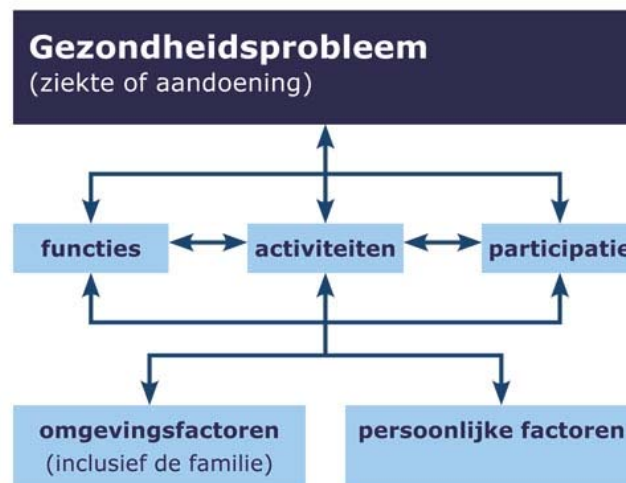 Gezondheidsprobleem
(ziekte of aandoening)
functies
activiteiten
participatie
omgevingsfactoren
(inclusief de familie)
persoonlijke factoren